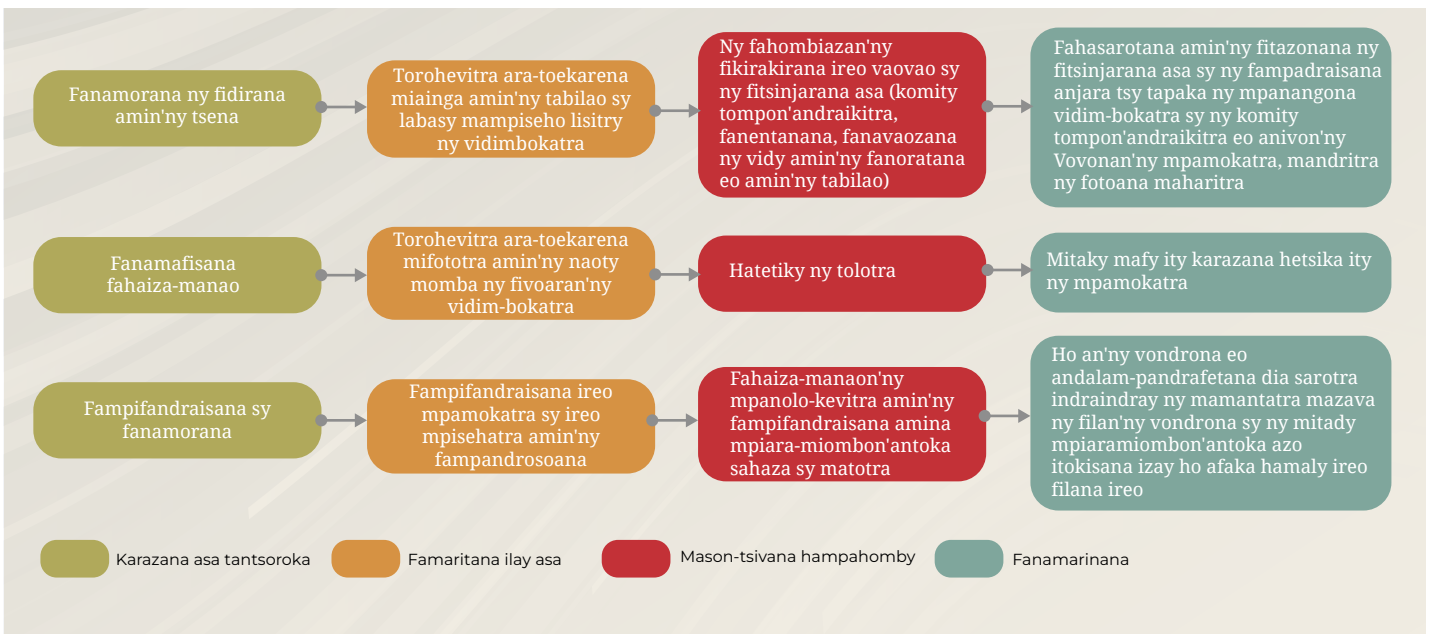 Fanamorana ny fidirana
amin'ny tsena
Torohevitra ara-toekarena
miainga amin'ny tabilao sy
labasy mampiseho lisitry
ny vidimbokatra
Ny fahombiazan'ny
fikirakirana ireo vaovao sy
ny fitsinjarana asa (komity
tompon'andraikitra,
fanentanana, fanavaozana
ny vidy amin'ny fanoratana
eo amin'ny tabilao)
Fahasarotana amin'ny fitazonana ny
fitsinjarana asa sy ny fampadraisana
anjara tsy tapaka ny mpanangona
vidim-bokatra sy ny komity
tompon'andraikitra eo anivon'ny
Vovonan'ny mpamokatra, mandritra
ny fotoana maharitra
Fanamafisana
fahaiza-manao
Torohevitra ara-toekarena
mifototra amin'ny naoty
momba ny fivoaran'ny
vidim-bokatra
Hatetiky ny tolotra
Mitaky mafy ity karazana hetsika ity
ny mpamokatra
Fampifandraisana sy
fanamorana
Fampifandraisana ireo
mpamokatra sy ireo
mpisehatra amin'ny
fampandrosoana
Fahaiza-manaon'ny
mpanolo-kevitra amin'ny
fampifandraisana amina
mpiara-miombon'antoka
sahaza sy matotra
Ho an'ny vondrona eo
andalam-pandrafetana dia sarotra
indraindray ny mamantatra mazava
ny filan'ny vondrona sy ny mitady
mpiaramiombon'antoka azo
itokisana izay ho afaka hamaly ireo
filana ireo
Karazana asa tantsoroka
Famaritana ilay asa
Mason-tsivana hampahomby
Fanamarinana